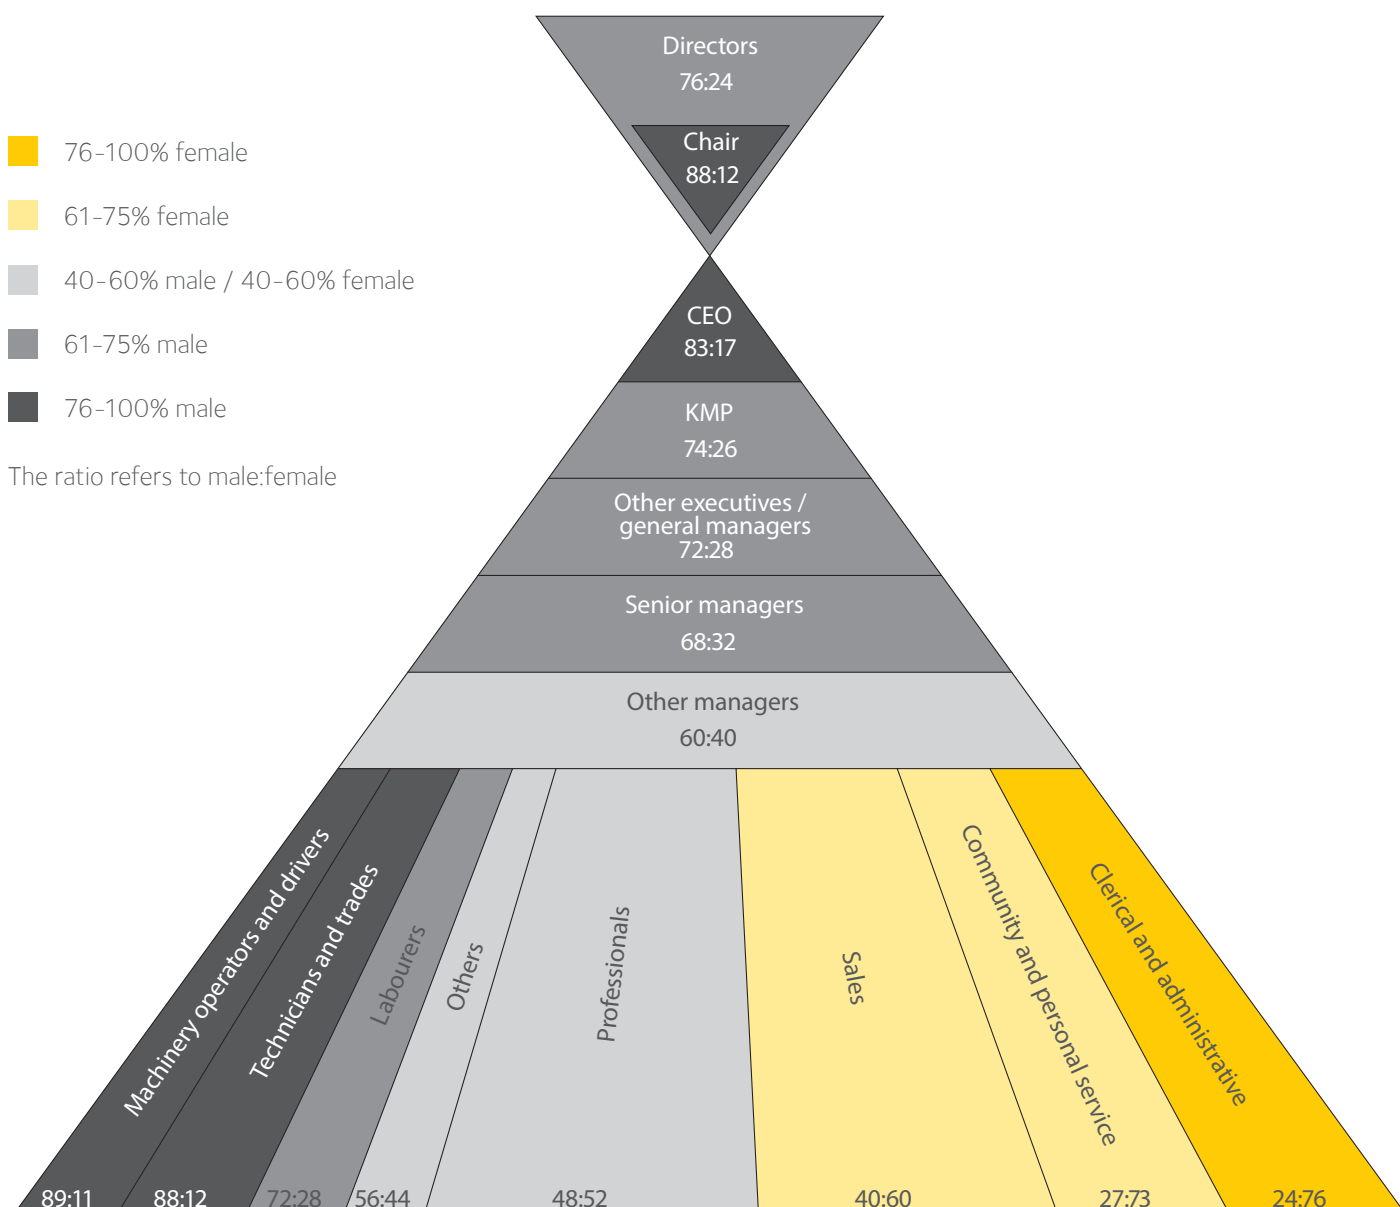 Directors
76:24
Chair
88:12
76-100% female
61-75% female
40-60% male / 40-60% female
61-75% male
76-100% male
The ratio refers to male:female
CEO
83:17
KMP
74:26
Other executives /
general managers
72:28
Senior managers
68:32
Other managers
60:40
Machinery operators and drivers
Technicians and trades
Labourers
Others
Professionals
Sales
Community and personal service
Clerical and administrative
89:11
88:12
72:28
56:44
48:52
40:60
27:73
24:76